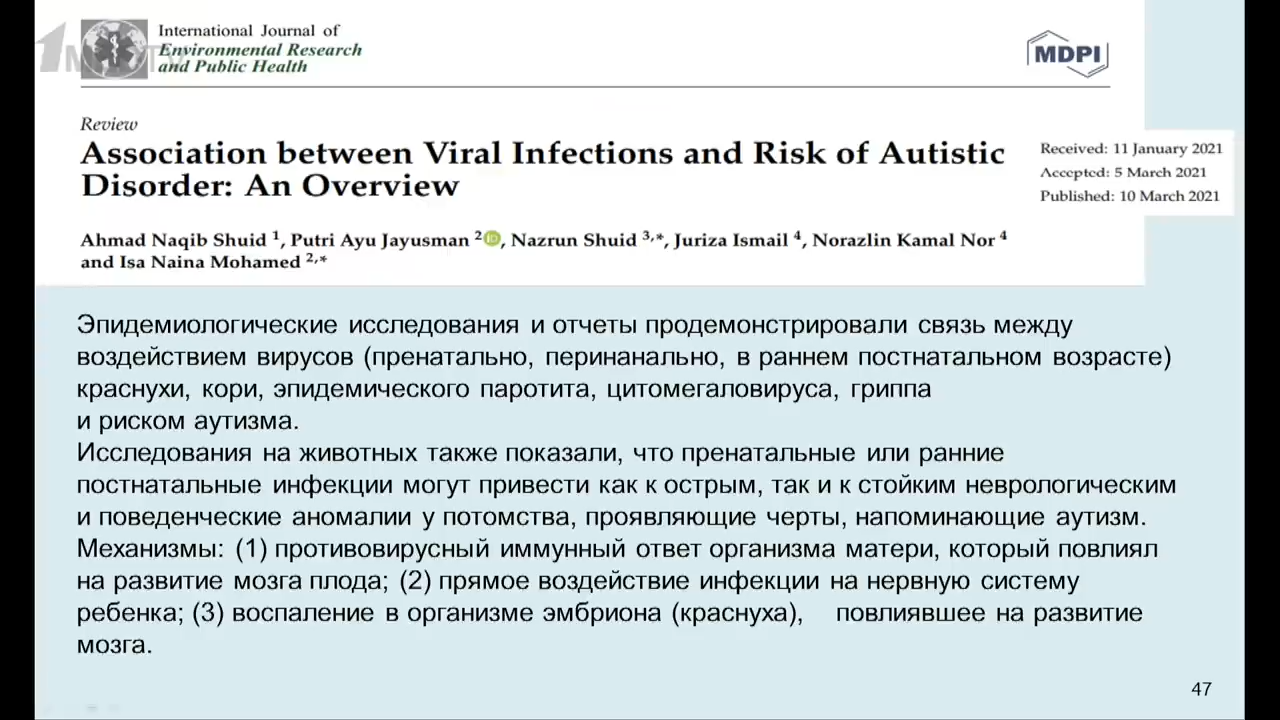 International Journal of
Environmental Research
and Public Health
MDPI
Review
Association between Viral Infections and Risk of Autistic
Disorder: An Overview
Received: 11 January 2021
Accepted: 5 March 2021
Published: 10 March 2021
Ahmad Naqib Shuid 1, Putri Ayu Jayusman 2, Nazrun Shuid 3,*, Juriza Ismail 4, Norazlin Kamal Nor 4
and Isa Naina Mohamed 2,*
Эпидемиологические исследования и отчеты продемонстрировали связь между
воздействием вирусов (пренатально, перинанально, в раннем постнатальном возрасте)
краснухи, кори, эпидемического паротита, цитомегаловируса, гриппа
и риском аутизма.
Исследования на животных также показали, что пренатальные или ранние
постнатальные инфекции могут привести как к острым, так и к стойким неврологическим
и поведенческие аномалии у потомства, проявляющие черты, напоминающие аутизм.
Механизмы: (1) противовирусный иммунный ответ организма матери, который повлиял
на развитие мозга плода; (2) прямое воздействие инфекции на нервную систему
ребенка; (3) воспаление в организме эмбриона (краснуха), повлиявшее на развитие
мозга.
47